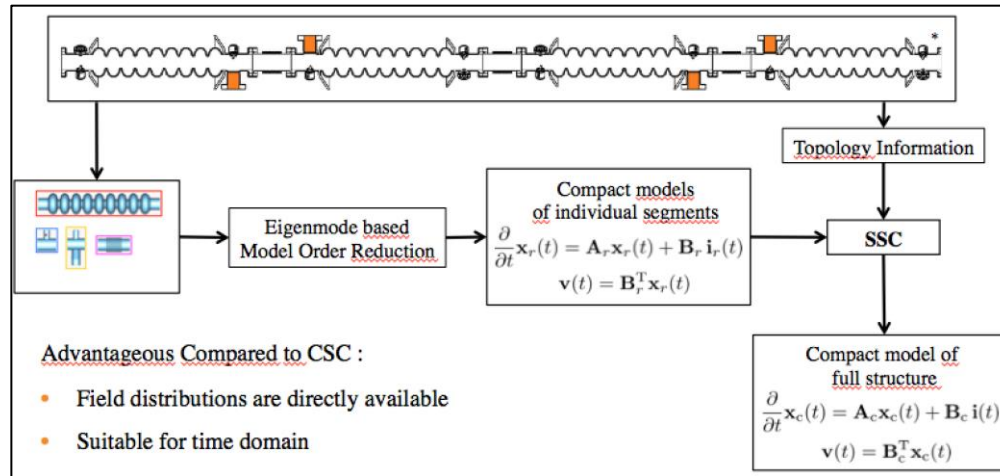 *
Topology Information
Eigenmode based
Model Order Reduction
Compact models
of individual segments
∂/∂t x_r(t) = A_r x_r(t) + B_r i_r(t)
v(t) = B_r^T x_r(t)
SSC
Compact model of
full structure
∂/∂t x_c(t) = A_c x_c(t) + B_c i(t)
v(t) = B_c^T x_c(t)
Advantageous Compared to CSC :
• Field distributions are directly available
• Suitable for time domain